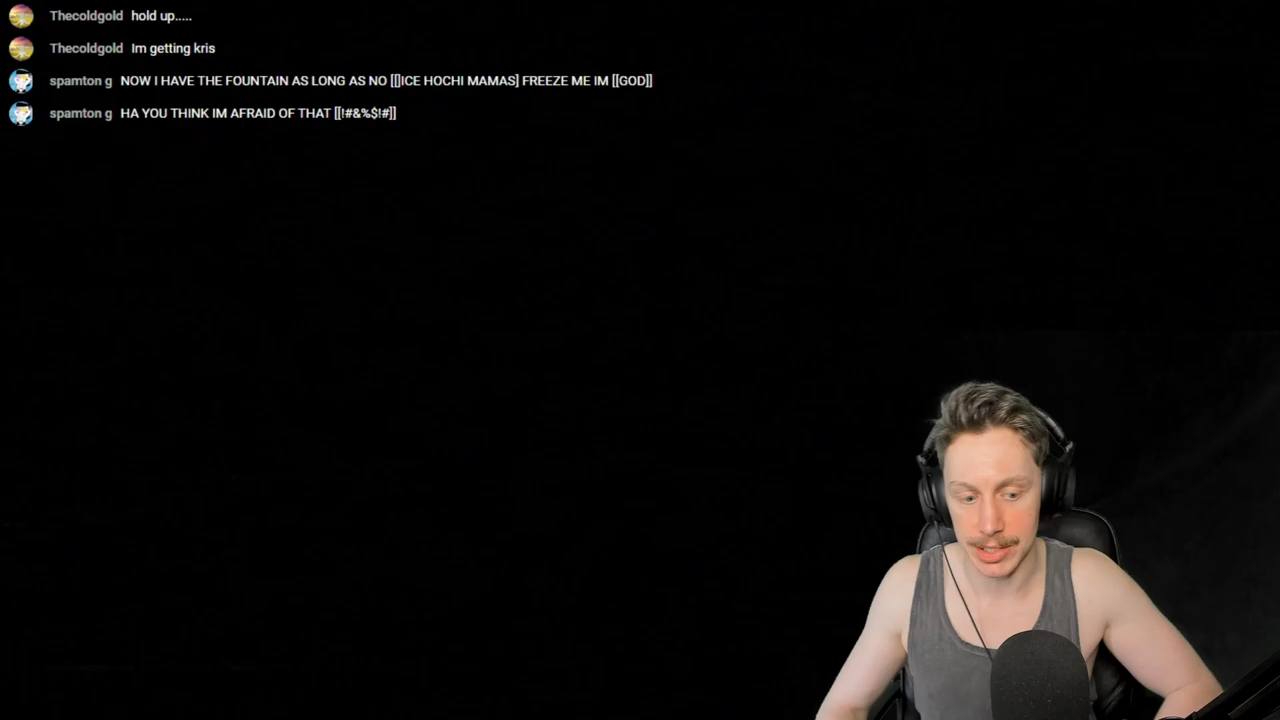 Thecoldgold hold up.....
Thecoldgold Im getting kris
spamton g NOW I HAVE THE FOUNTAIN AS LONG AS NO [[]ICE HOCHI MAMAS] FREEZE ME IM [[GOD]]
spamton g HA YOU THINK IM AFRAID OF THAT [[!#&%$!#]]